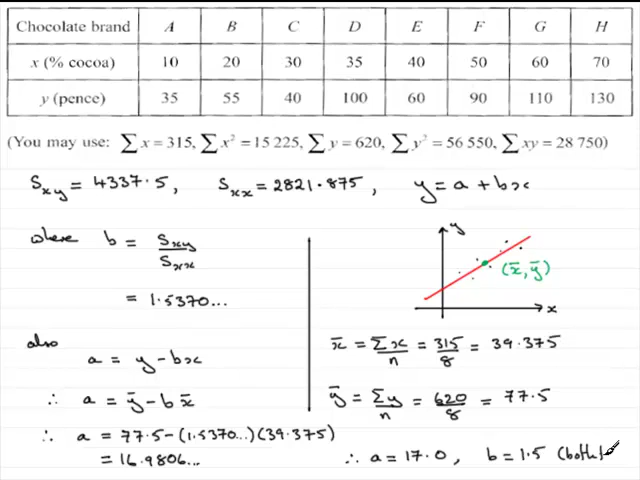 Chocolate brand A B C D E F G H
x (% cocoa) 10 20 30 35 40 50 60 70
y (pence) 35 55 40 100 60 90 110 130
(You may use: ∑x = 315, ∑x² = 15 225, ∑y = 620, ∑y² = 56 550, ∑xy = 28 750)
Sxy = 4337.5, Sxx = 2821.875, y = a + bx
where b = Sxy/Sxx
= 1.5370...
also
a = y - bx
∴ a = ȳ - b x̄
∴ a = 77.5 - (1.5370...)(39.375)
= 16.9806...
y
(x̄, ȳ)
x
x̄ = ∑x/n = 315/8 = 39.375
ȳ = ∑y/n = 620/8 = 77.5
∴ a = 17.0, b = 1.5 (both